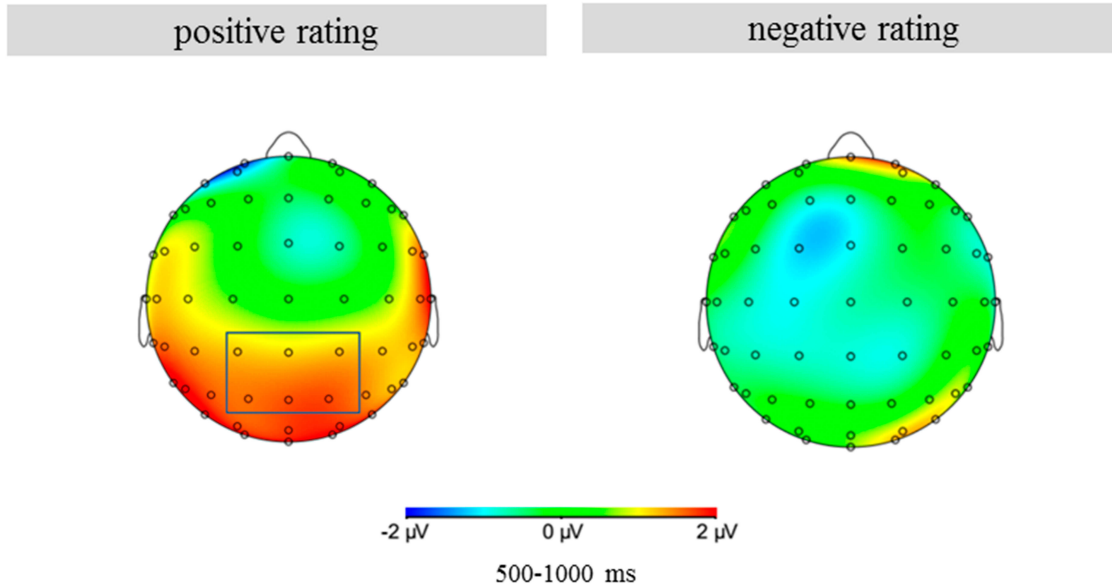 positive rating
negative rating
-2 µV 0 µV 2 µV
500-1000 ms